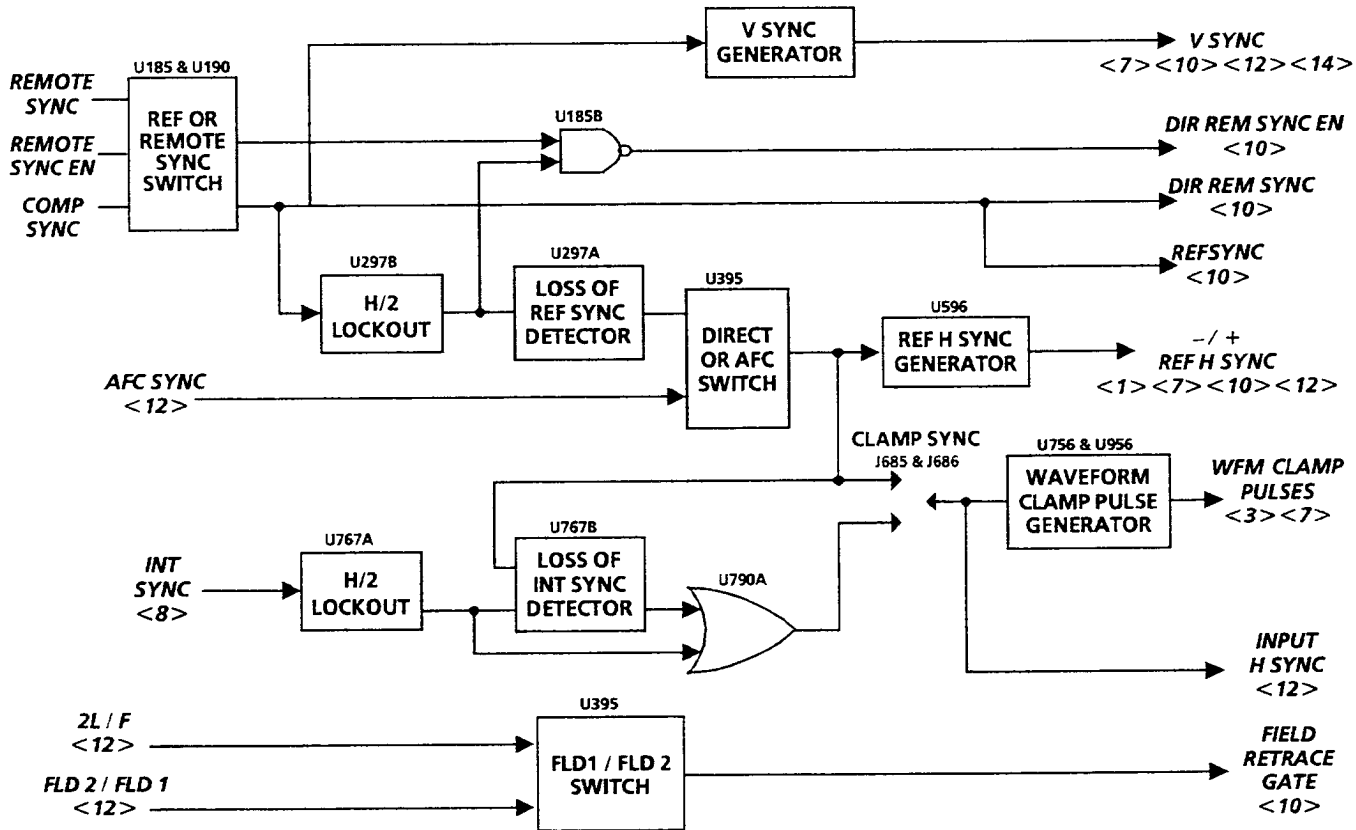 V SYNC
GENERATOR
V SYNC
<7><10><12><14>
U185 & U190
REMOTE
SYNC
REMOTE
SYNC EN
COMP
SYNC
REF OR
REMOTE
SYNC
SWITCH
U185B
DIR REM SYNC EN
<10>
DIR REM SYNC
<10>
REFSYNC
<10>
U297B
H/2
LOCKOUT
U297A
LOSS OF
REF SYNC
DETECTOR
U395
DIRECT
OR AFC
SWITCH
U596
REF H SYNC
GENERATOR
–/+
REF H SYNC
<1><7><10><12>
AFC SYNC
<12>
CLAMP SYNC
J685 & J686
U756 & U956
WAVEFORM
CLAMP PULSE
GENERATOR
WFM CLAMP
PULSES
<3><7>
INT
SYNC
<8>
U767A
H/2
LOCKOUT
U767B
LOSS OF
INT SYNC
DETECTOR
U790A
INPUT
H SYNC
<12>
2L / F
<12>
FLD 2 / FLD 1
<12>
U395
FLD1 / FLD 2
SWITCH
FIELD
RETRACE
GATE
<10>